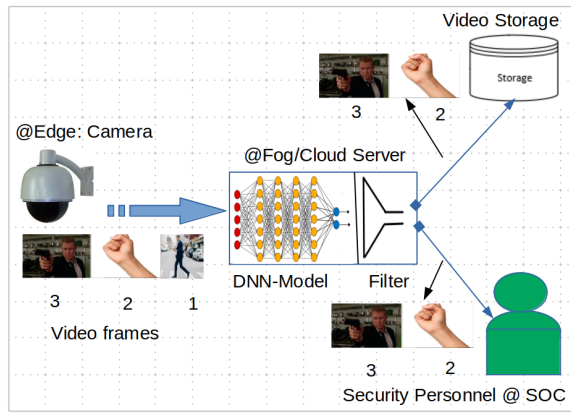 Video Storage
Storage
3
2
@Edge: Camera
@Fog/Cloud Server
DNN-Model
Filter
3
2
1
Video frames
3
2
Security Personnel @ SOC